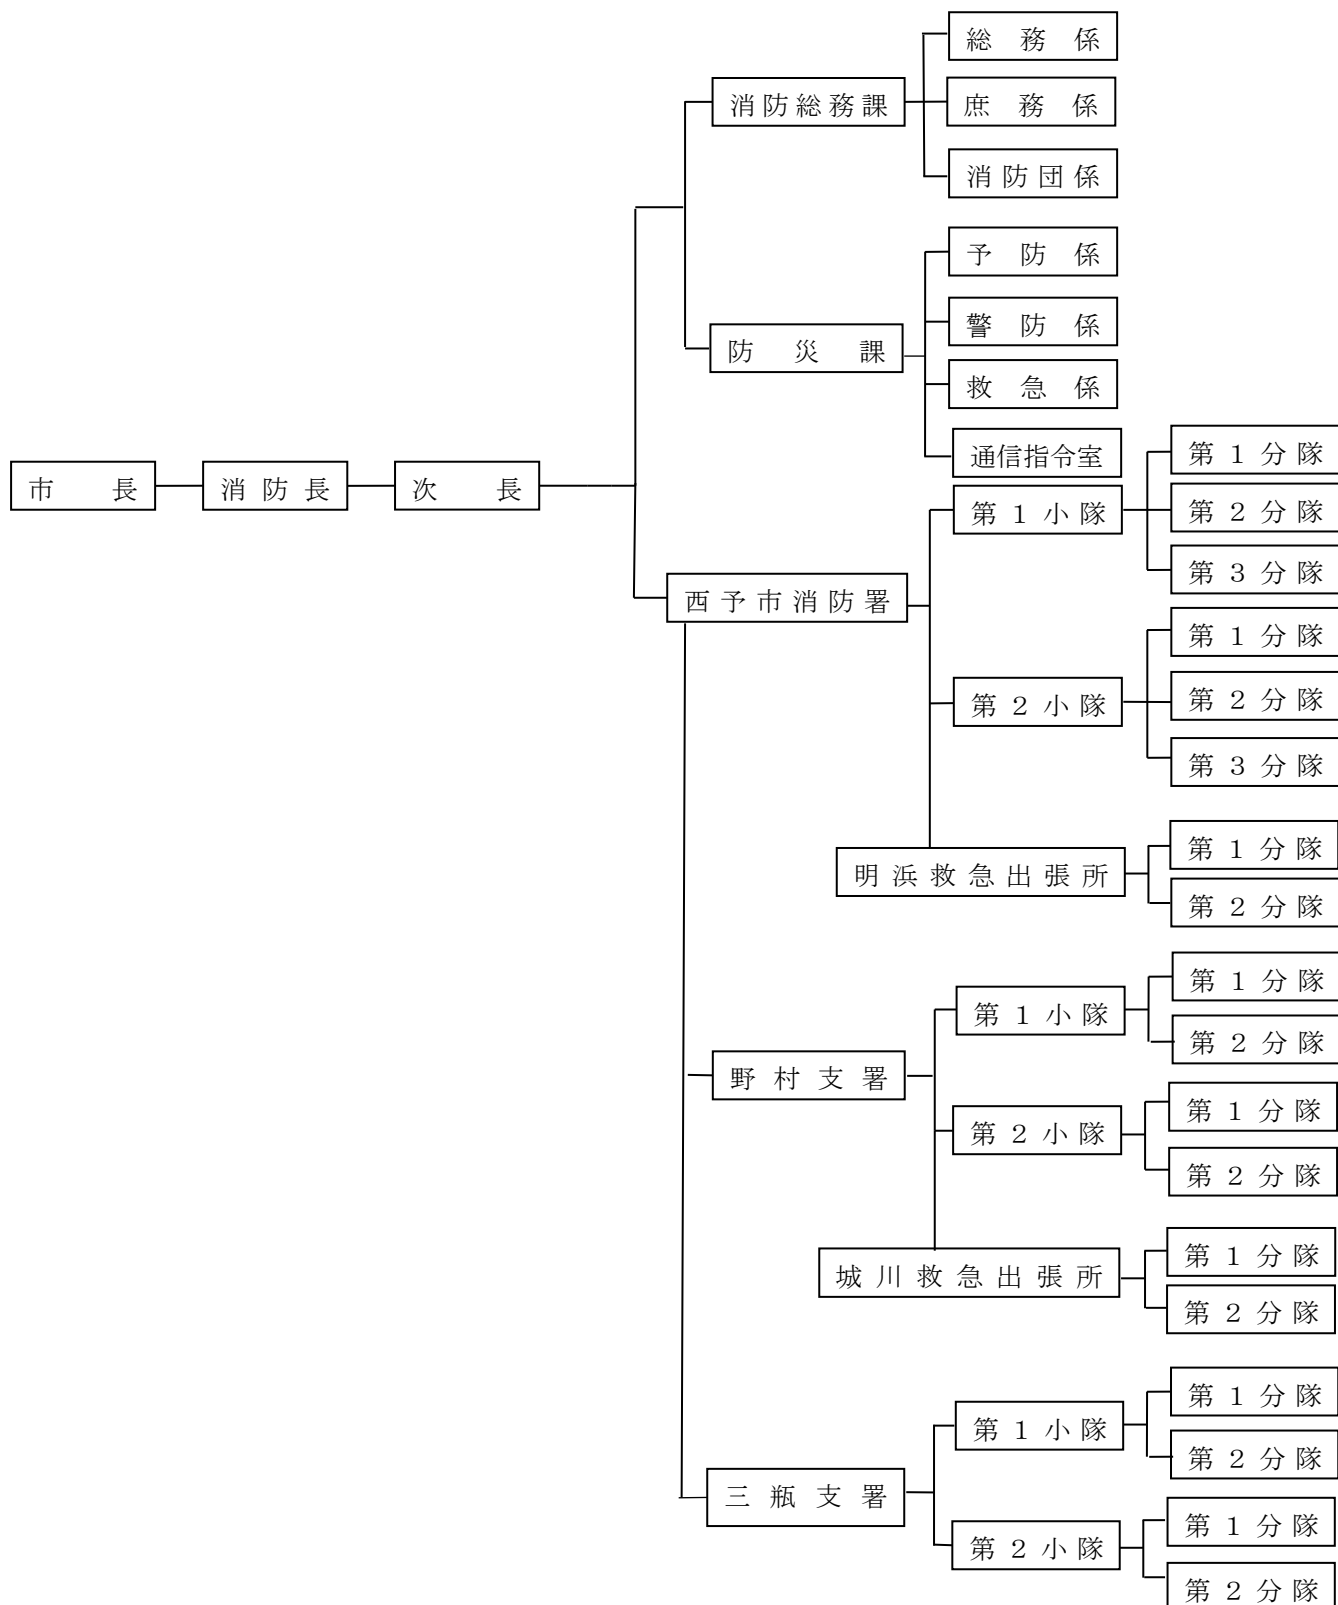 総務係
消防総務課
庶務係
消防団係
予防係
警防係
防災課
救急係
通信指令室
市長
消防長
次長
第1小隊
第1分隊
第2分隊
第3分隊
西予市消防署
第2小隊
第1分隊
第2分隊
第3分隊
明浜救急出張所
第1分隊
第2分隊
野村支署
第1小隊
第1分隊
第2分隊
第2小隊
第1分隊
第2分隊
城川救急出張所
第1分隊
第2分隊
三瓶支署
第1小隊
第1分隊
第2分隊
第2小隊
第1分隊
第2分隊